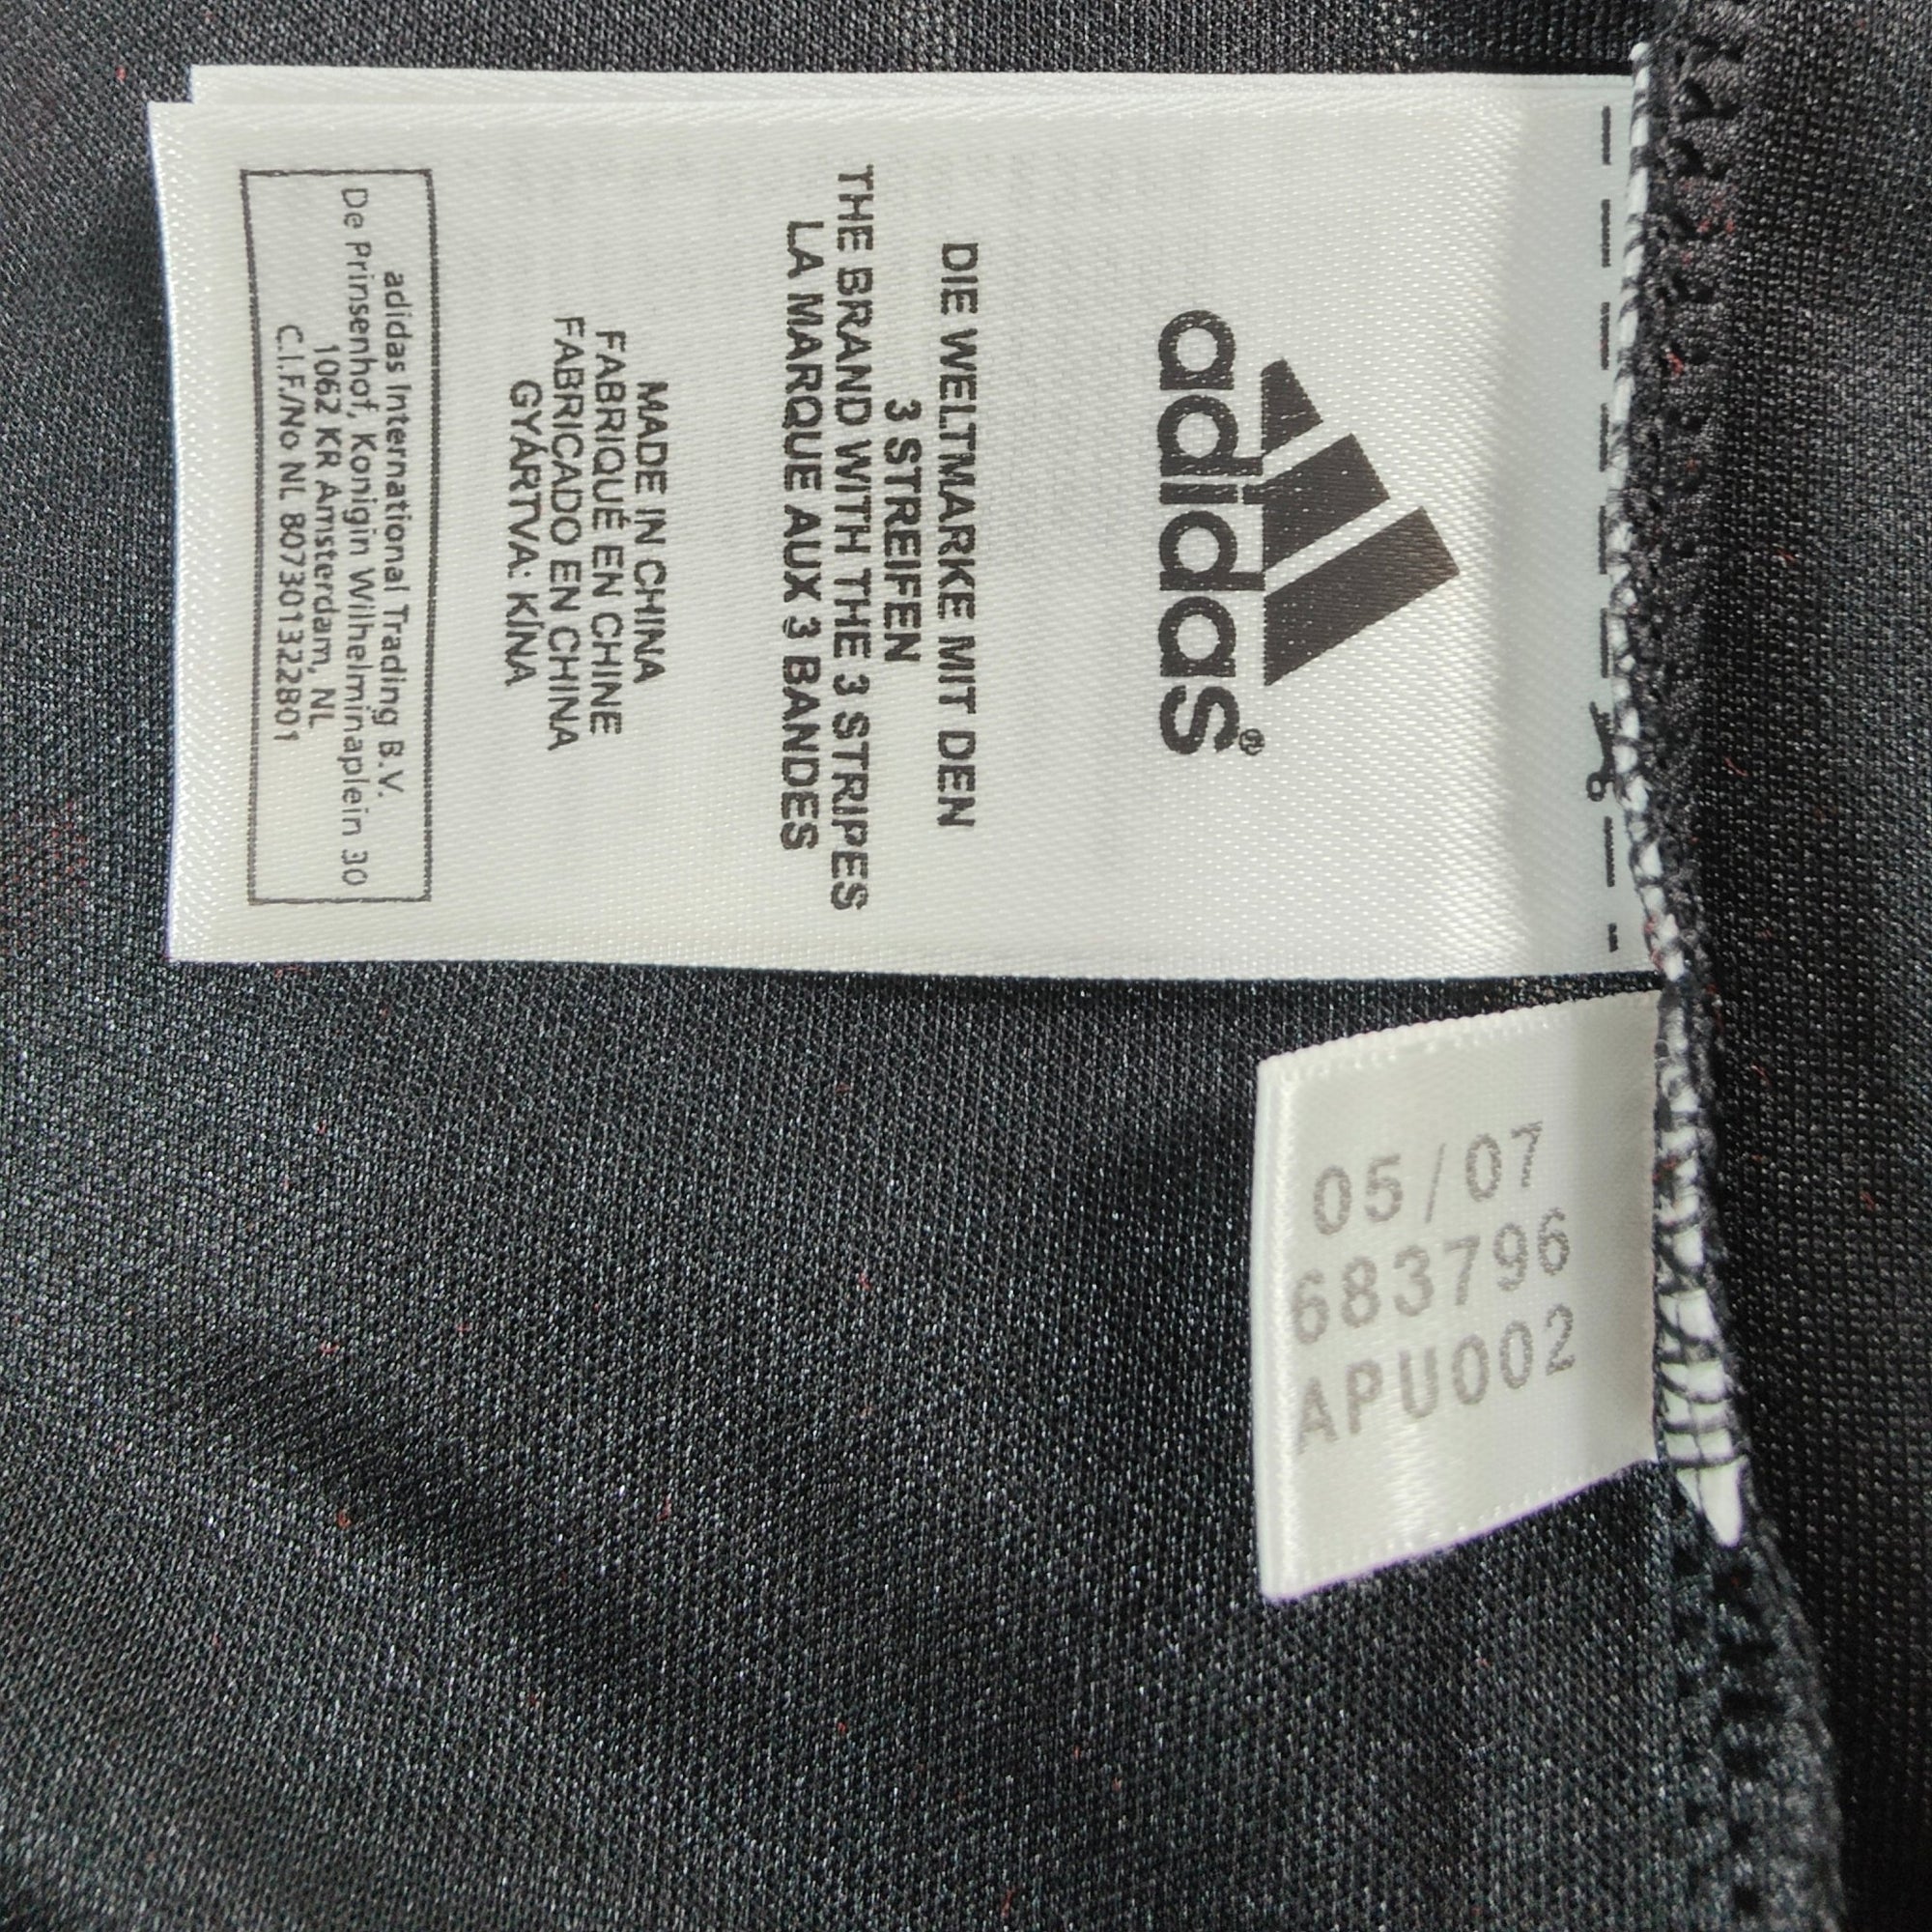 adidas®
DIE WELTMARKE MIT DEN
3 STREIFEN
THE BRAND WITH THE 3 STRIPES
LA MARQUE AUX 3 BANDES
MADE IN CHINA
FABRIQUÉ EN CHINE
FABRICADO EN CHINA
GYÁRTVA: KÍNA
adidas International Trading B.V.
De Prinsenhof, Konigin Wilhelminaplein 30
1062 KR Amsterdam, NL
C.I.F./No NL 807301322B01
05/07
683796
APU002